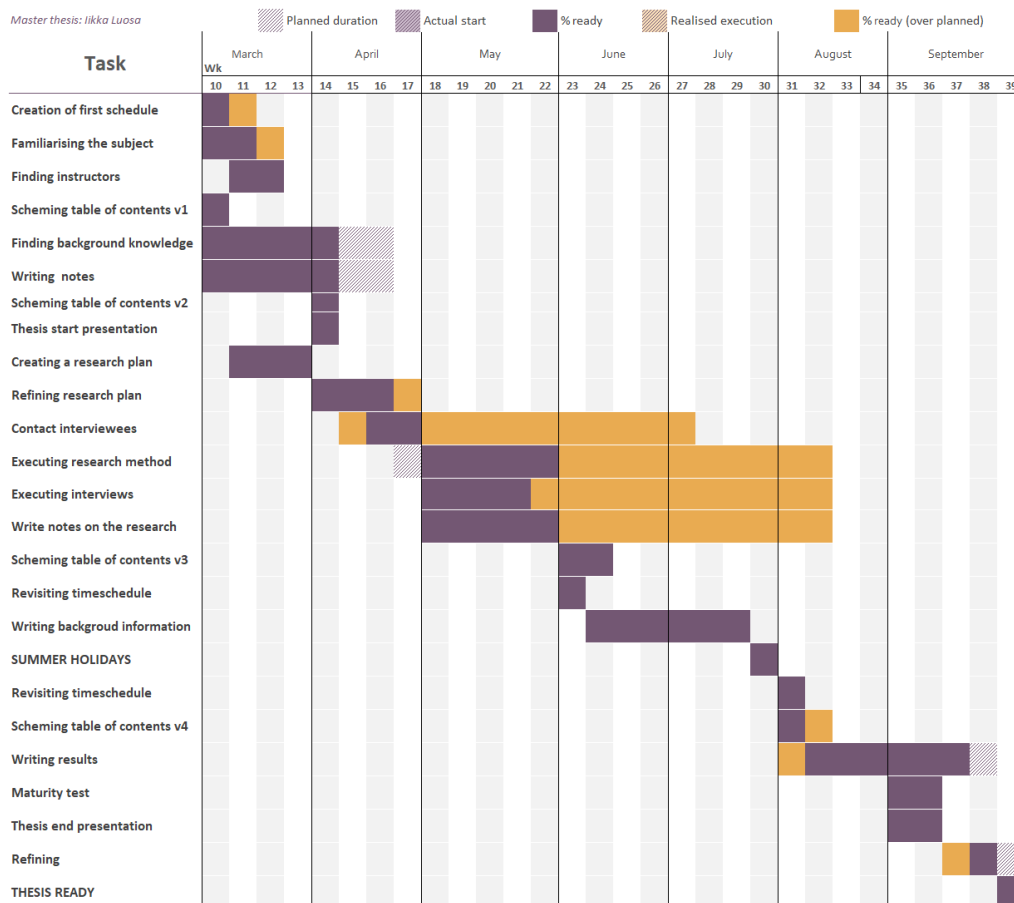 Master thesis: Iikka Luosa
Planned duration
Actual start
% ready
Realised execution
% ready (over planned)
Task
March April May June July August September
Wk
10 11 12 13 14 15 16 17 18 19 20 21 22 23 24 25 26 27 28 29 30 31 32 33 34 35 36 37 38 39
Creation of first schedule
Familiarising the subject
Finding instructors
Scheming table of contents v1
Finding background knowledge
Writing notes
Scheming table of contents v2
Thesis start presentation
Creating a research plan
Refining research plan
Contact interviewees
Executing research method
Executing interviews
Write notes on the research
Scheming table of contents v3
Revisiting timeschedule
Writing backgroud information
SUMMER HOLIDAYS
Revisiting timeschedule
Scheming table of contents v4
Writing results
Maturity test
Thesis end presentation
Refining
THESIS READY